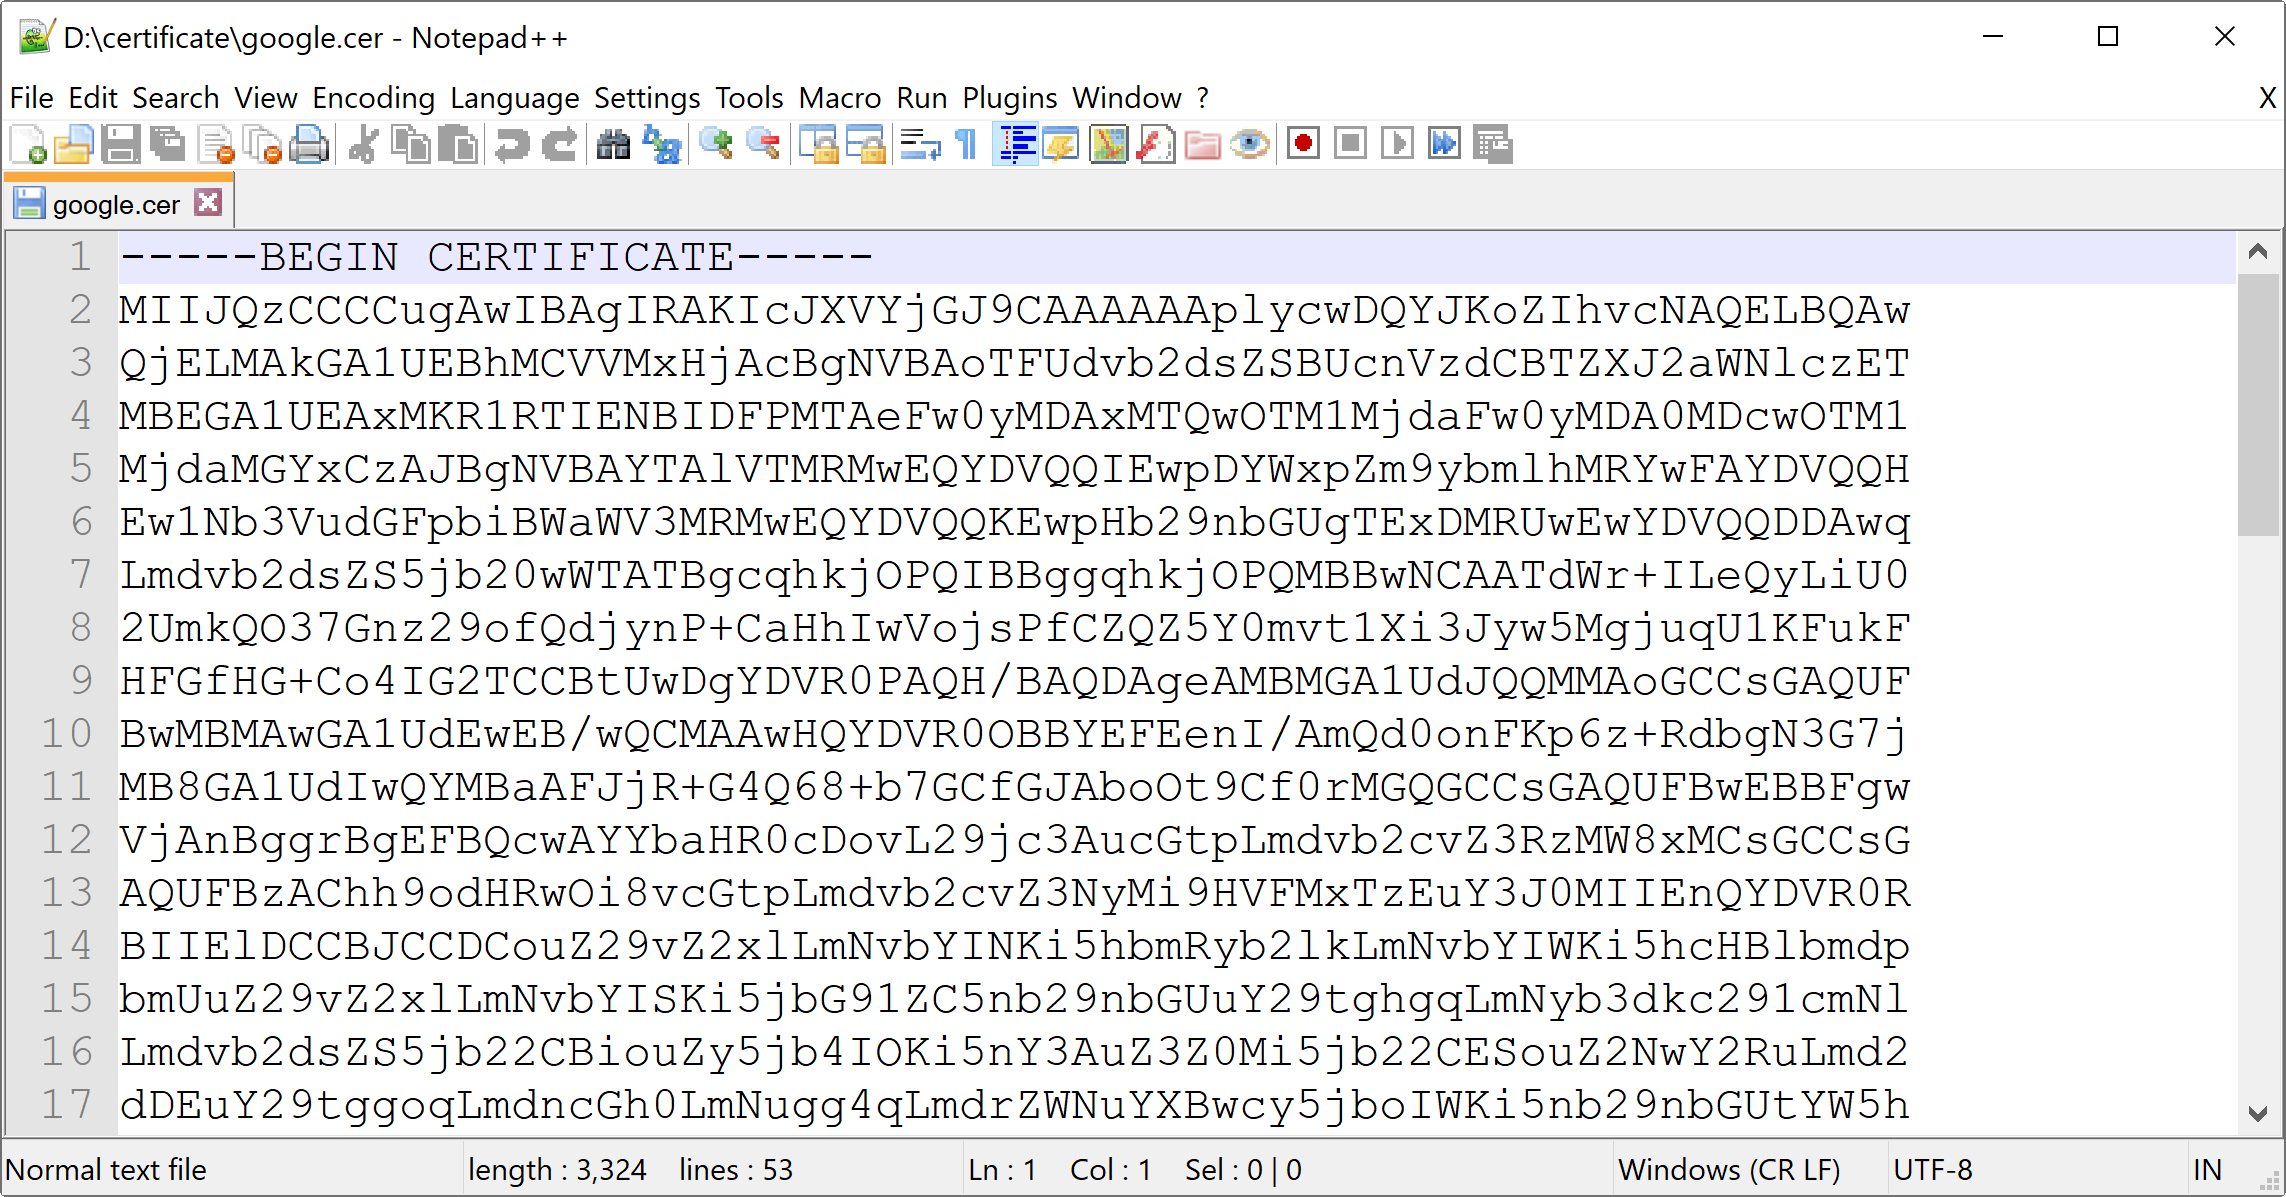 D:\certificate\google.cer - Notepad++
File Edit Search View Encoding Language Settings Tools Macro Run Plugins Window ? X
google.cer
1 -----BEGIN CERTIFICATE-----
2 MIIJQzCCCCugAwIBAgIRAKIcJXVYjGJ9CAAAAAAplycwDQYJKoZIhvcNAQELBQAw
3 QjELMAkGA1UEBhMCVVMxHjAcBgNVBAoTFUdvb2dsZSBUcnVzdCBTZXJ2aWNlczET
4 MBEGA1UEAxMKR1RTIENBIDFPMTAeFw0yMDAxMTQwOTM1MjdaFw0yMDA0MDcwOTM1
5 MjdaMGYxCzAJBgNVBAYTAlVTMRMwEQYDVQQIEwpDYWxpZm9ybmlhMRYwFAYDVQQH
6 Ew1Nb3VudGFpbiBWaWV3MRMwEQYDVQQKEwpHb29nbGUgTExDMRUwEwYDVQQDDAwq
7 Lmdvb2dsZS5jb20wWTATBgcqhkjOPQIBBggqhkjOPQMBBwNCAATdWr+ILeQyLiU0
8 2UmkQO37Gnz29ofQdjynP+CaHhIwVojsPfCZQZ5Y0mvt1Xi3Jyw5MgjuqU1KFukF
9 HFGfHG+Co4IG2TCCBtUwDgYDVR0PAQH/BAQDAgeAMBMGA1UdJQQMMAoGCCsGAQUF
10 BwMBMAwGA1UdEwEB/wQCMAAwHQYDVR0OBBYEFEenI/AmQd0onFKp6z+RdbgN3G7j
11 MB8GA1UdIwQYMBaAFJjR+G4Q68+b7GCfGJAboOt9Cf0rMGQGCCsGAQUFBwEBBFgw
12 VjAnBggrBgEFBQcwAYYbaHR0cDovL29jc3AucGtpLmdvb2cvZ3RzMW8xMCsGCCsG
13 AQUFBzAChh9odHRwOi8vcGtpLmdvb2cvZ3NyMi9HVFMxTzEuY3J0MIIEnQYDVR0R
14 BIIElDCCBJCCDCouZ29vZ2xlLmNvbYINKi5hbmRyb2lkLmNvbYIWKi5hcHBlbmdp
15 bmUuZ29vZ2xlLmNvbYISKi5jbG91ZC5nb29nbGUuY29tghgqLmNyb3dkc291cmNl
16 Lmdvb2dsZS5jb22CBiouZy5jb4IOKi5nY3AuZ3Z0Mi5jb22CESouZ2NwY2RuLmd2
17 dDEuY29tggoqLmdncGh0LmNugg4qLmdrZWNuYXBwcy5jboIWKi5nb29nbGUtYW5h
Normal text file length : 3,324 lines : 53 Ln : 1 Col : 1 Sel : 0 | 0 Windows (CR LF) UTF-8 IN